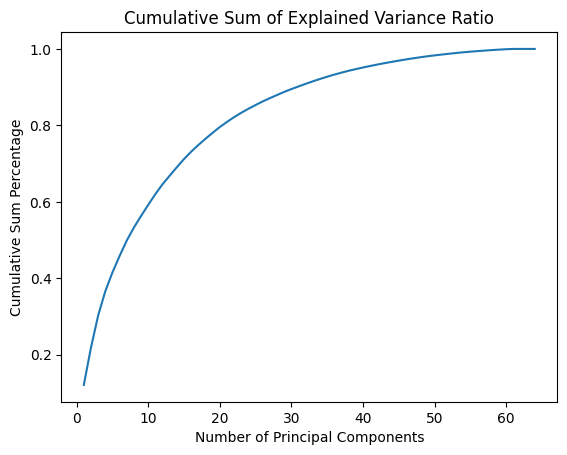 Cumulative Sum of Explained Variance Ratio
Cumulative Sum Percentage
1.0
0.8
0.6
0.4
0.2
0 10 20 30 40 50 60
Number of Principal Components